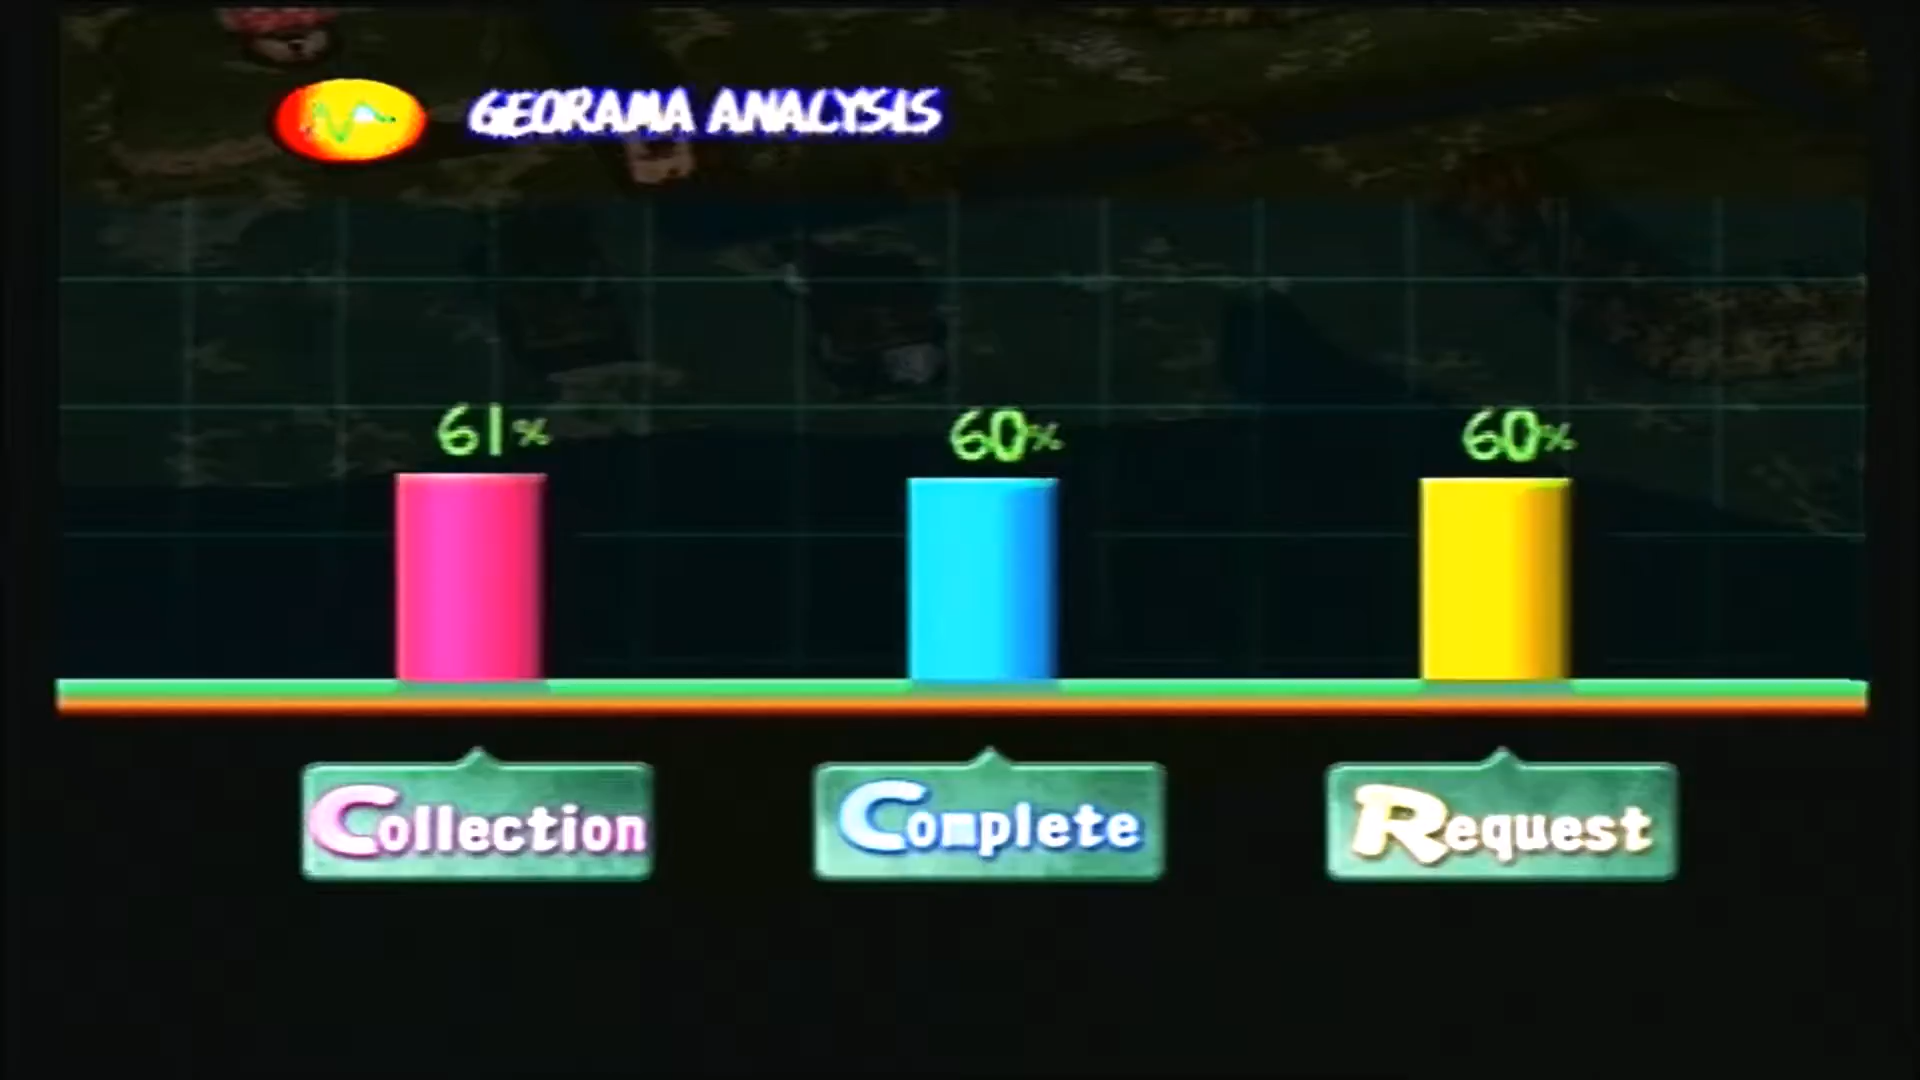 GEORAMA ANALYSIS
61%
60%
60%
Collection
Complete
Request